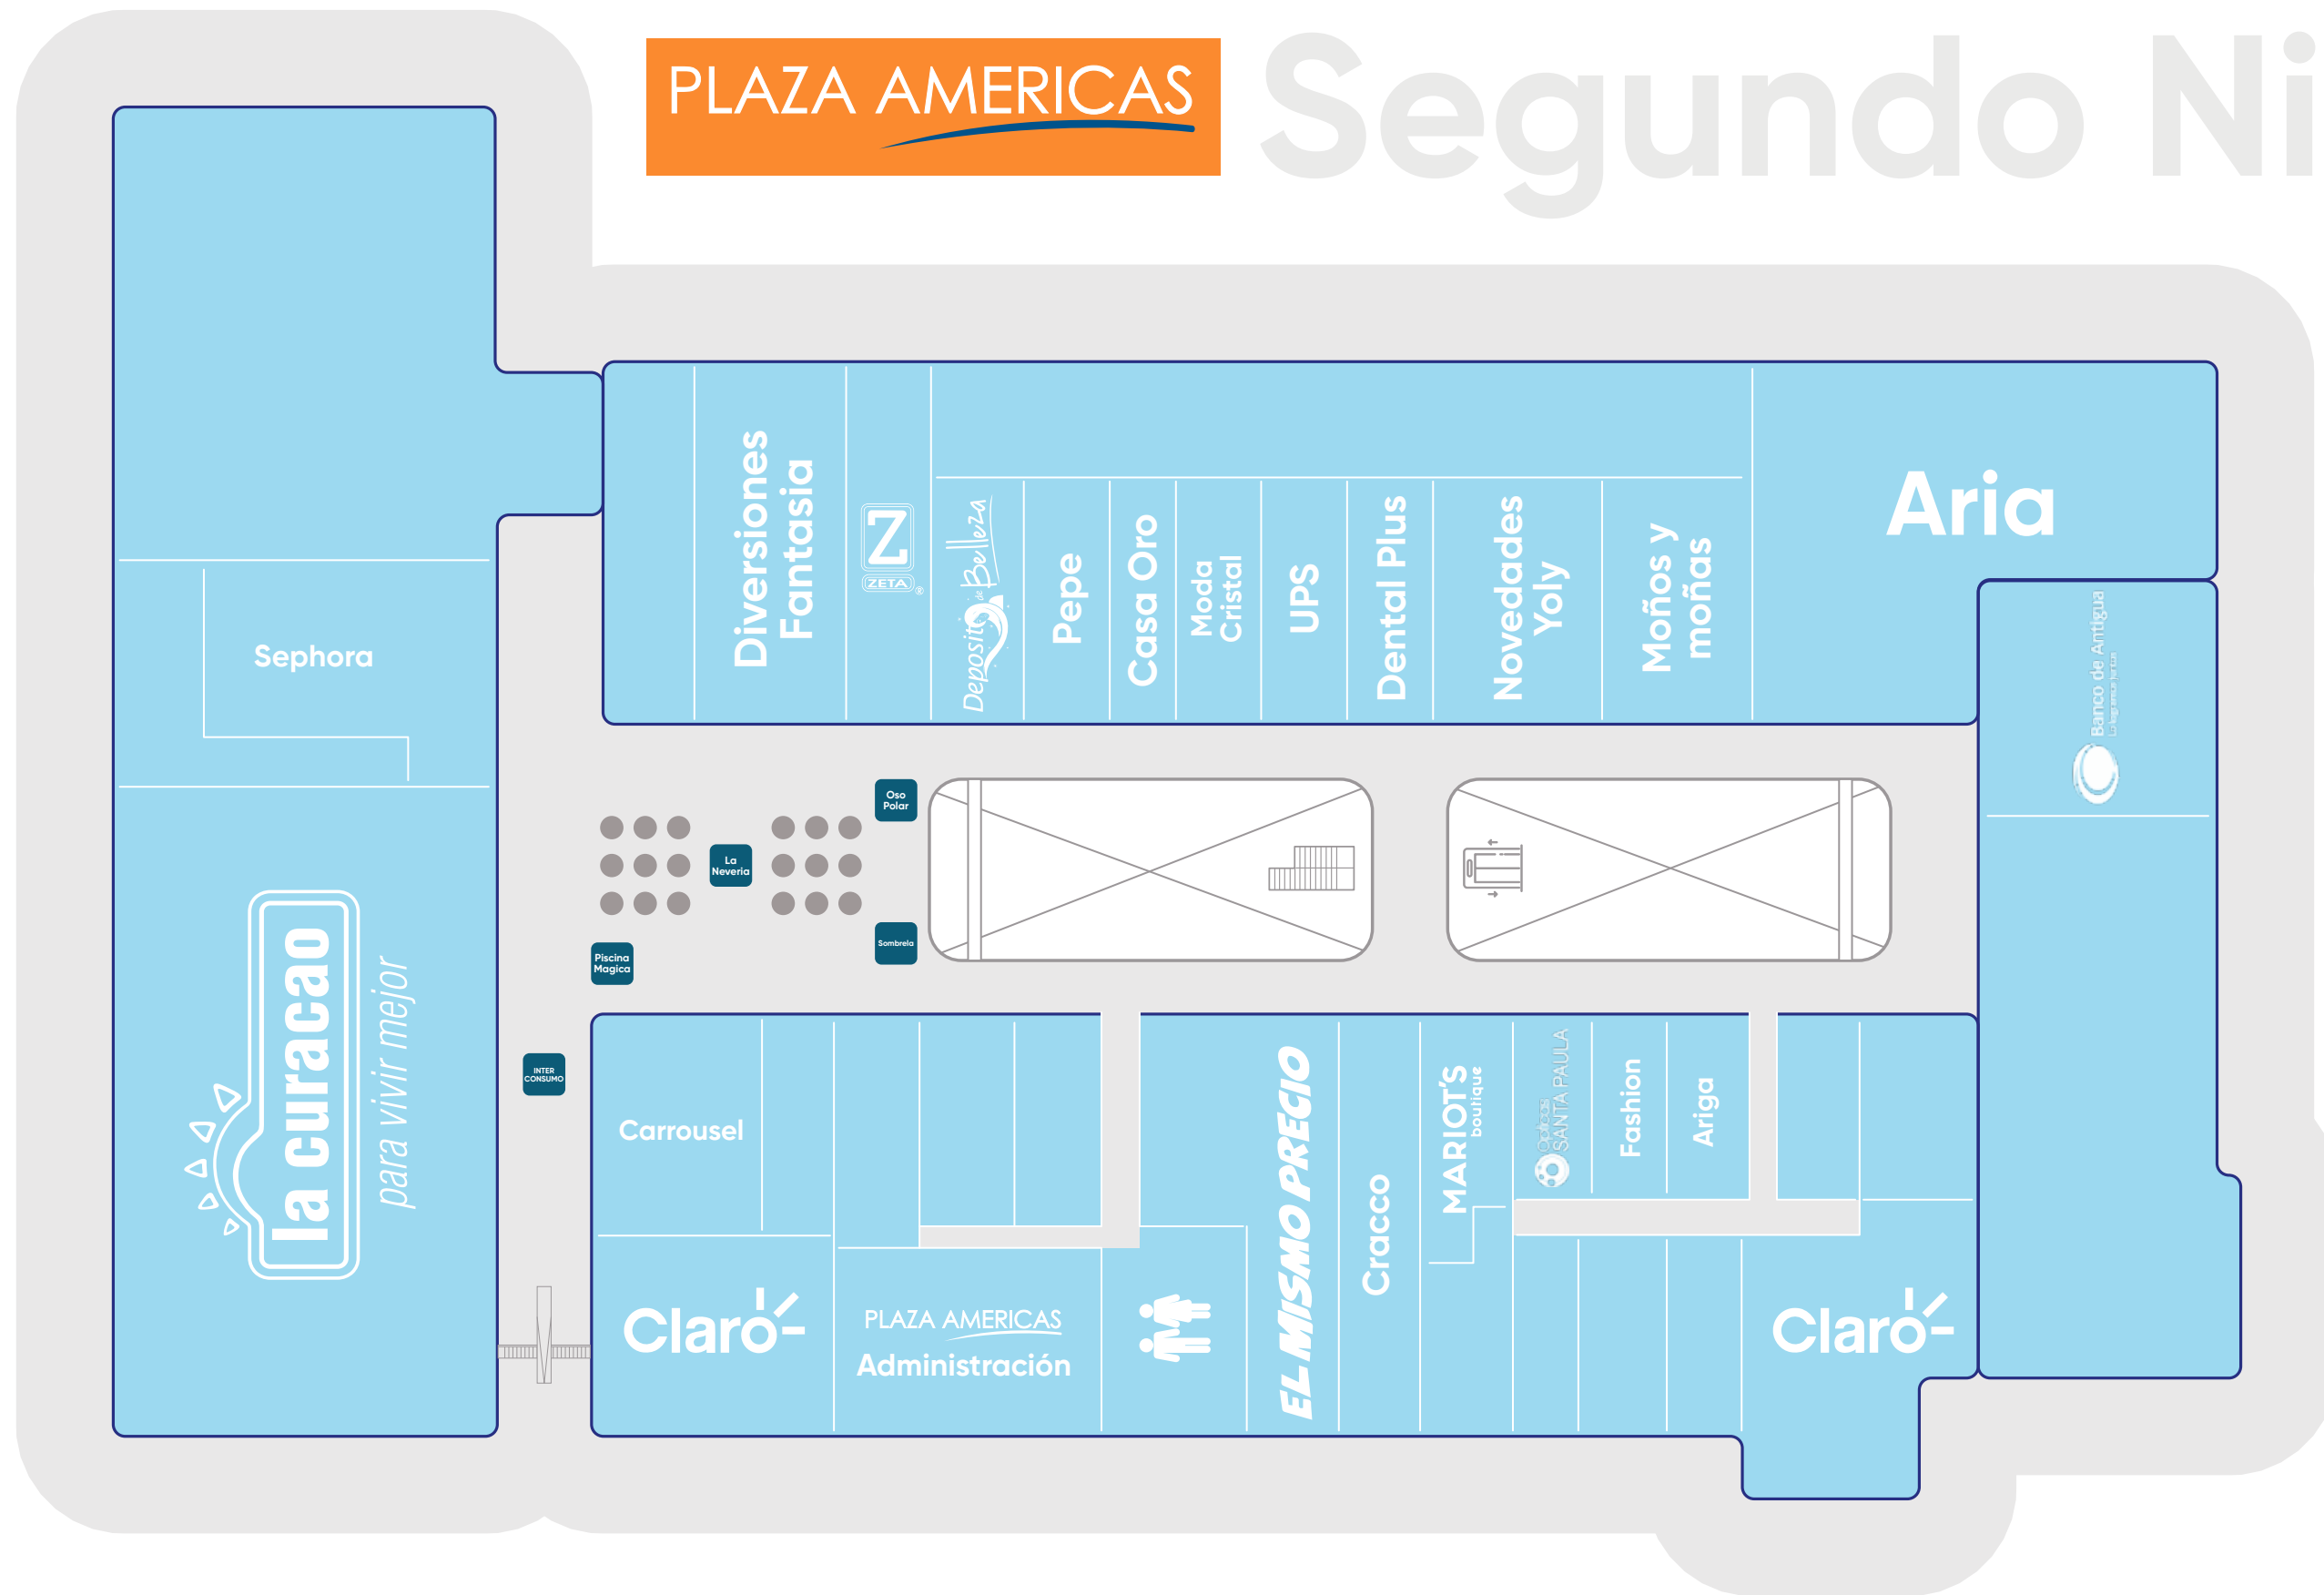 PLAZA AMERICAS
Segundo Ni
Sephora
Diversiones
Fantasia
Z
ZETA
®
Deposito de Belleza
Pepe
Casa Oro
Moda
Cristal
UPS
Dental Plus
Novedades
Yoly
Moños y
moñas
Aria
Banco de Antigua
Oso
Polar
La
Neveria
Sombrela
Piscina
Magica
INTER
CONSUMO
la curacao
para vivir mejor
Carrousel
Claro
PLAZA AMERICAS
Administración
EL MISMO PRECIO
Cracco
MARIOT'S
boutique
ópticas
SANTA PAULA
Fashion
Ariga
Claro